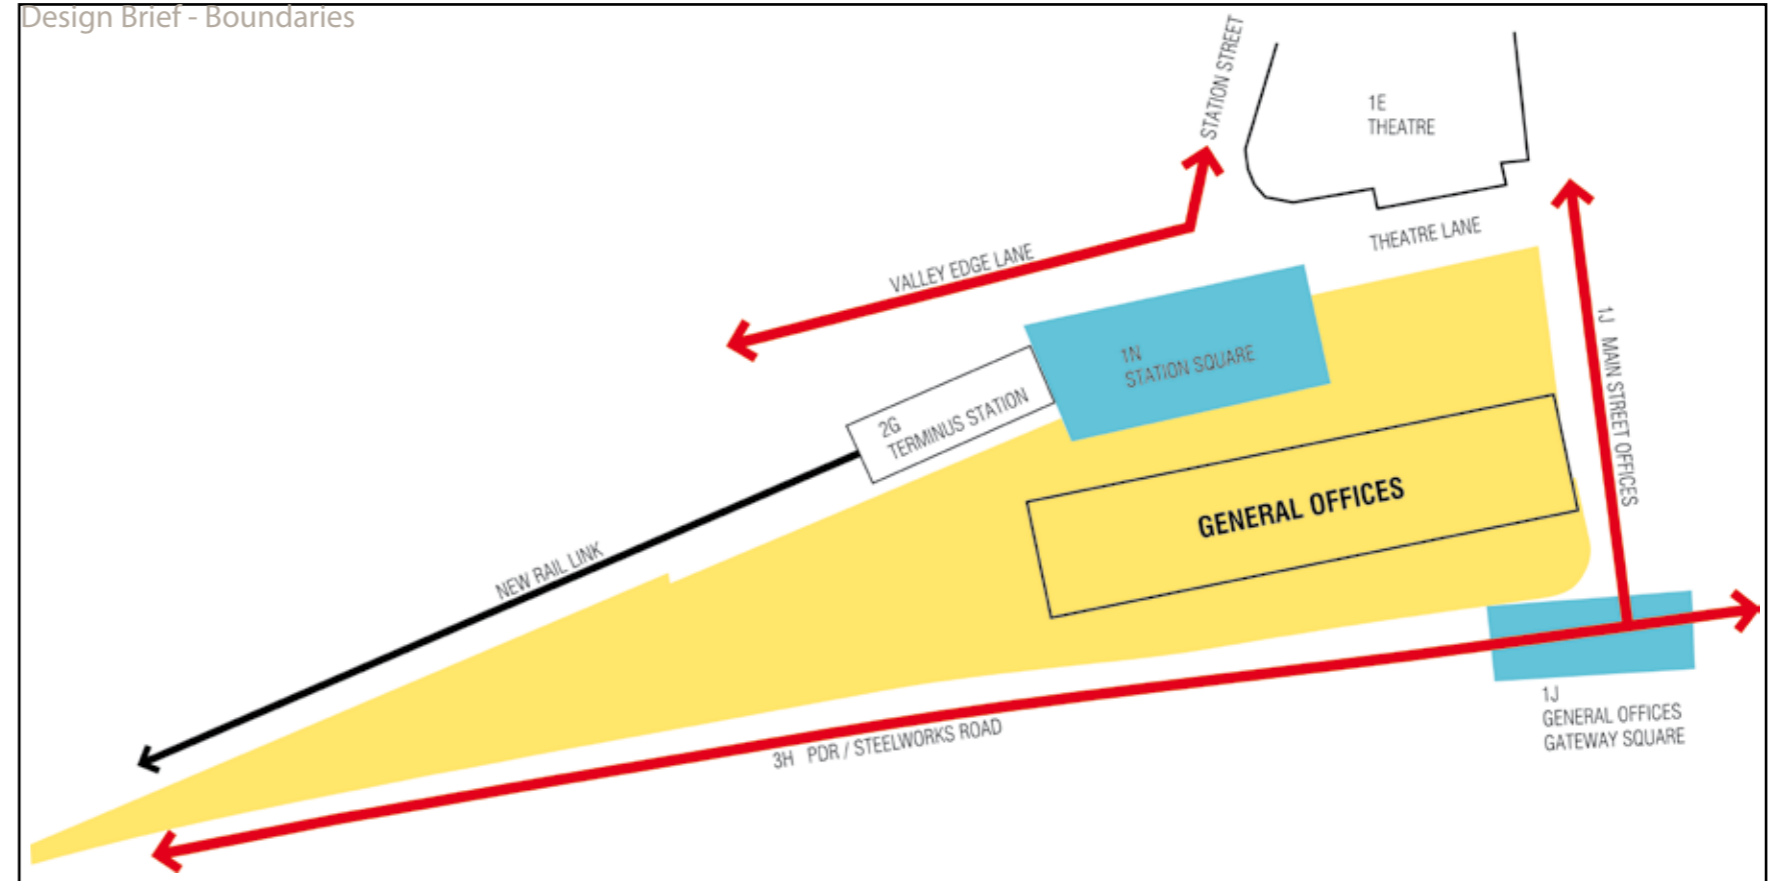 Design Brief - Boundaries
STATION STREET
1E
THEATRE
THEATRE LANE
VALLEY EDGE LANE
1N
STATION SQUARE
2G
TERMINUS STATION
1J MAIN STREET OFFICES
GENERAL OFFICES
NEW RAIL LINK
3H PDR / STEELWORKS ROAD
1J
GENERAL OFFICES
GATEWAY SQUARE